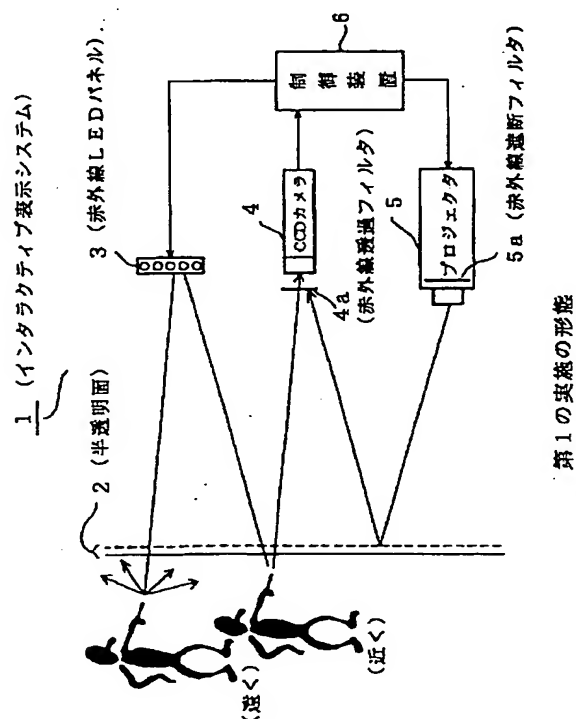 1 (インタラクティブ表示システム)
2 (半透明面)
3 (赤外線LEDパネル)
4
CCDカメラ
4a
(赤外線透過フィルタ)
5
プロジェクタ
5a (赤外線遮断フィルタ)
6
制御装置
(遠く)
(近く)
第1の実施の形態